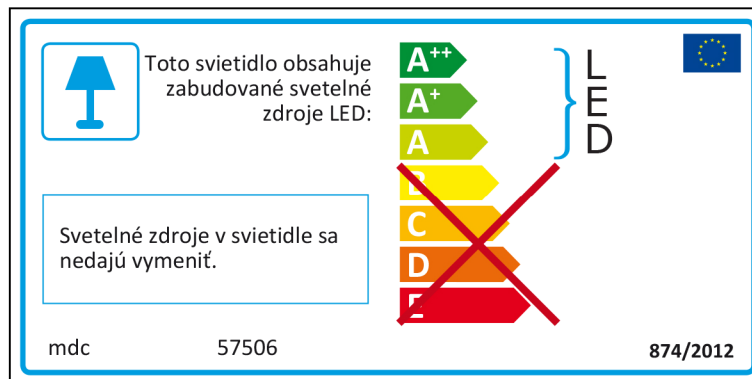 Toto svietidlo obsahuje
zabudované svetelné
zdroje LED:
A++
A+
A
B
C
D
E
L
E
D
Svetelné zdroje v svietidle sa
nedajú vymeniť.
mdc 57506
874/2012